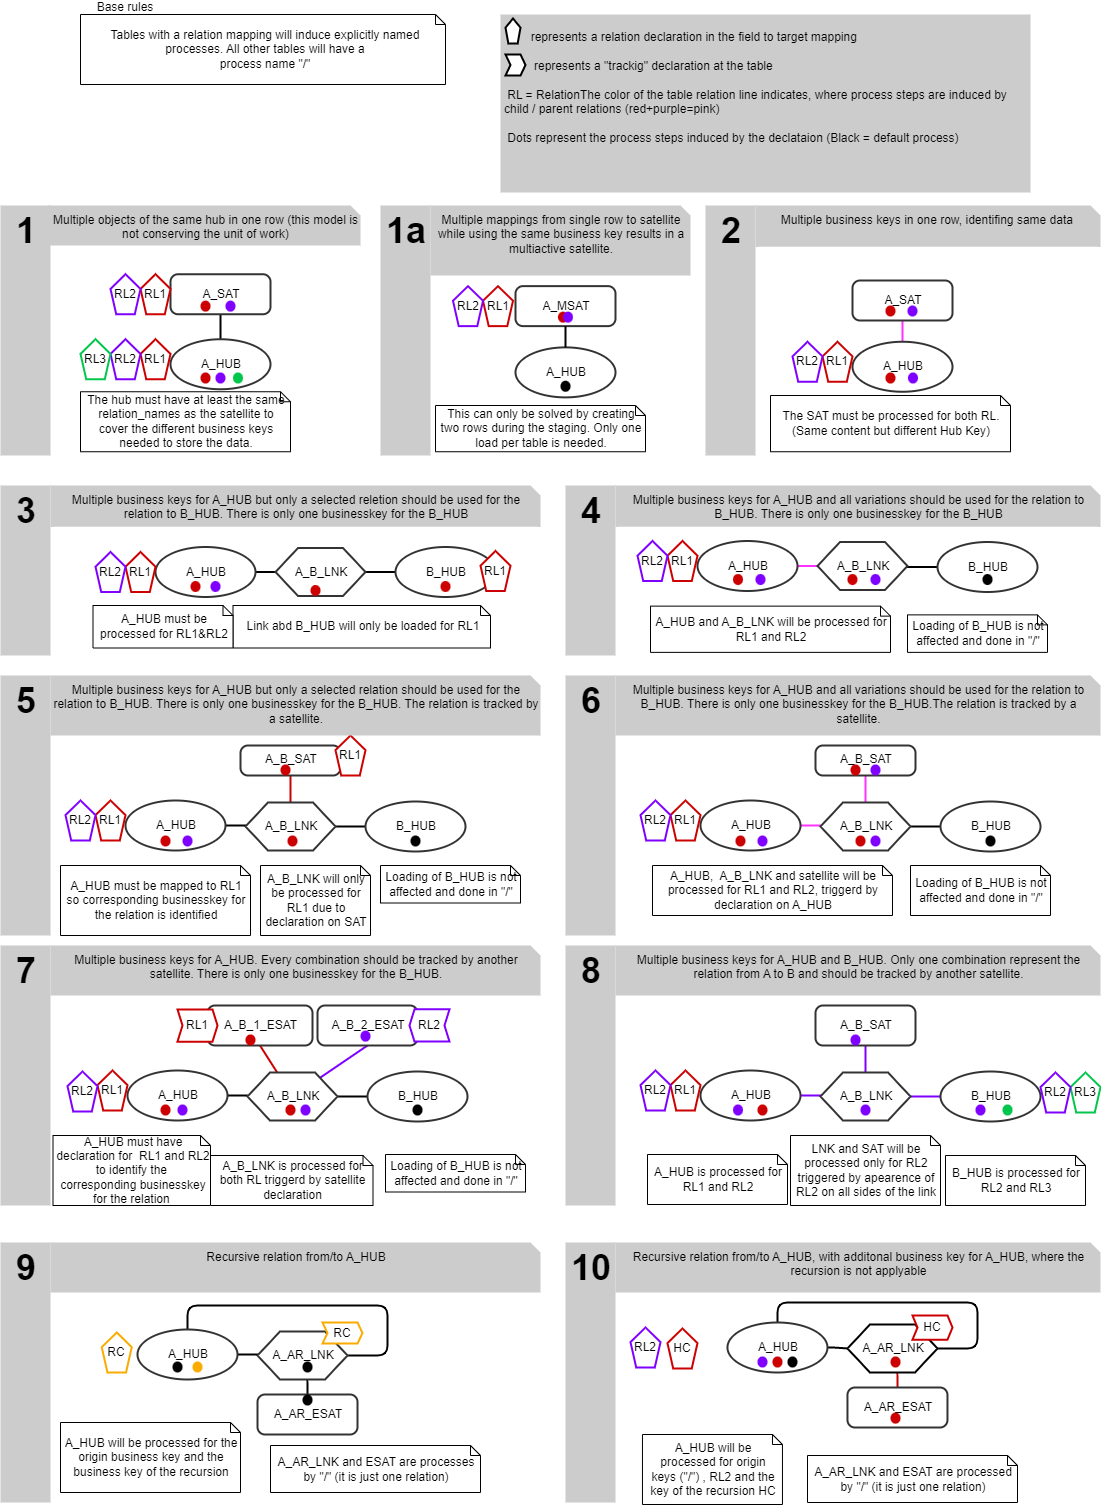 Base rules
Tables with a relation mapping will induce explicitly named
processes. All other tables will have a
process name "/"
represents a relation declaration in the field to target mapping
represents a "trackig" declaration at the table
RL = RelationThe color of the table relation line indicates, where process steps are induced by
child / parent relations (red+purple=pink)
Dots represent the process steps induced by the declataion (Black = default process)
1
Multiple objects of the same hub in one row (this model is
not conserving the unit of work)
RL2
RL1
A_SAT
RL3
RL2
RL1
A_HUB
The hub must have at least the same
relation_names as the satellite to
cover the different business keys
needed to store the data.
1a
Multiple mappings from single row to satellite
while using the same business key results in a
multiactive satellite.
RL2
RL1
A_MSAT
A_HUB
This can only be solved by creating
two rows during the staging. Only one
load per table is needed.
2
Multiple business keys in one row, identifing same data
A_SAT
RL2
RL1
A_HUB
The SAT must be processed for both RL.
(Same content but different Hub Key)
3
Multiple business keys for A_HUB but only a selected reletion should be used for the
relation to B_HUB. There is only one businesskey for the B_HUB
RL2
RL1
A_HUB
A_B_LNK
B_HUB
RL1
A_HUB must be
processed for RL1&RL2
Link abd B_HUB will only be loaded for RL1
4
Multiple business keys for A_HUB and all variations should be used for the relation to
B_HUB. There is only one businesskey for the B_HUB
RL2
RL1
A_HUB
A_B_LNK
B_HUB
A_HUB and A_B_LNK will be processed for
RL1 and RL2
Loading of B_HUB is not
affected and done in "/"
5
Multiple business keys for A_HUB but only a selected relation should be used for the
relation to B_HUB. There is only one businesskey for the B_HUB. The relation is tracked by
a satellite.
A_B_SAT
RL1
RL2
RL1
A_HUB
A_B_LNK
B_HUB
A_HUB must be mapped to RL1
so corresponding businesskey for
the relation is identified
A_B_LNK will only
be processed for
RL1 due to
declaration on SAT
Loading of B_HUB is not
affected and done in "/"
6
Multiple business keys for A_HUB and all variations should be used for the relation to
B_HUB. There is only one businesskey for the B_HUB.The relation is tracked by a
satellite.
A_B_SAT
RL2
RL1
A_HUB
A_B_LNK
B_HUB
A_HUB,  A_B_LNK and satellite will be
processed for RL1 and RL2, triggerd by
declaration on A_HUB
Loading of B_HUB is not
affected and done in "/"
7
Multiple business keys for A_HUB. Every combination should be tracked by another
satellite. There is only one businesskey for the B_HUB.
RL1
A_B_1_ESAT
A_B_2_ESAT
RL2
RL2
RL1
A_HUB
A_B_LNK
B_HUB
A_HUB must have
declaration for  RL1 and RL2
to identify the
corresponding businesskey
for the relation
A_B_LNK is processed for
both RL triggerd by satellite
declaration
Loading of B_HUB is not
affected and done in "/"
8
Multiple business keys for A_HUB and B_HUB. Only one combination represent the
relation from A to B and should be tracked by another satellite.
A_B_SAT
RL2
RL1
A_HUB
A_B_LNK
B_HUB
RL2
RL3
A_HUB is processed for
RL1 and RL2
LNK and SAT will be
processed only for RL2
triggered by apearence of
RL2 on all sides of the link
B_HUB is processed for
RL2 and RL3
9
Recursive relation from/to A_HUB
RC
RC
A_HUB
A_AR_LNK
A_AR_ESAT
A_HUB will be processed for the
origin business key and the
business key of the recursion
A_AR_LNK and ESAT are processes
by "/" (it is just one relation)
10
Recursive relation from/to A_HUB, with additonal business key for A_HUB, where the
recursion is not applyable
HC
RL2
HC
A_HUB
A_AR_LNK
A_AR_ESAT
A_HUB will be
processed for origin
keys ("/") , RL2 and the
key of the recursion HC
A_AR_LNK and ESAT are processed
by "/" (it is just one relation)